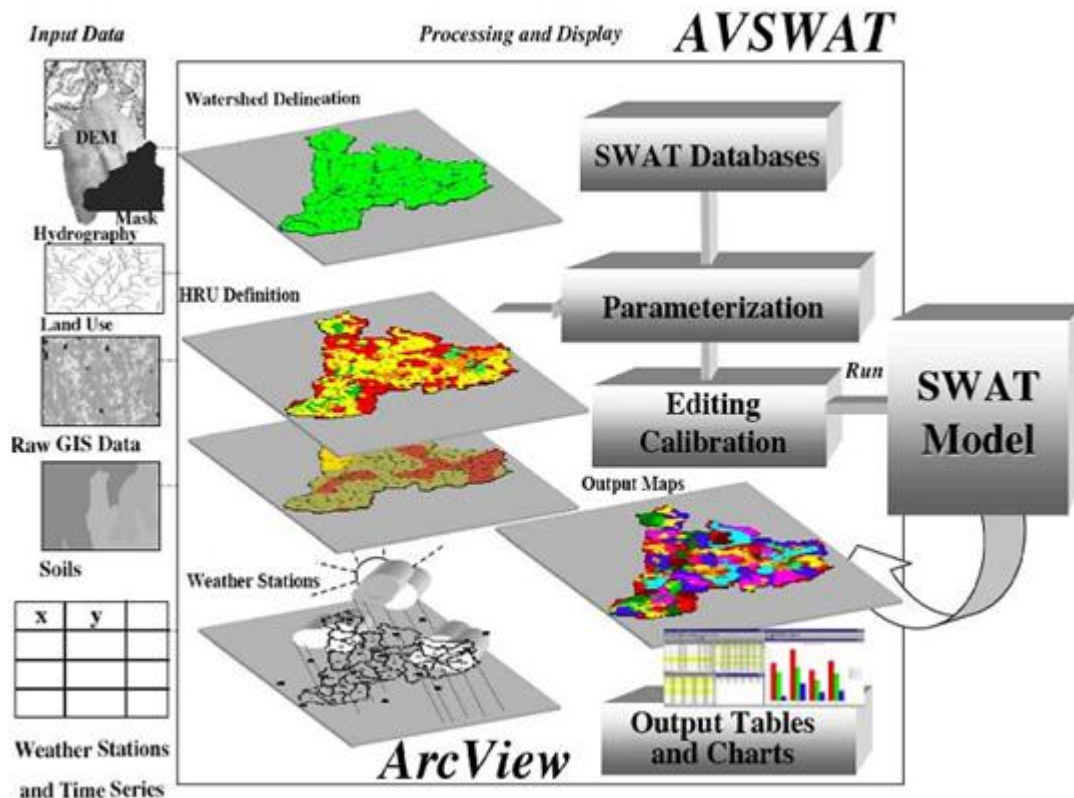 Input Data
Processing and Display
AVSWAT
DEM
Mask
Hydrography
Land Use
Raw GIS Data
Soils
x y
Weather Stations
and Time Series
Watershed Delineation
HRU Definition
Weather Stations
ArcView
SWAT Databases
Parameterization
Editing
Calibration
Run
SWAT
Model
Output Maps
Output Tables
and Charts